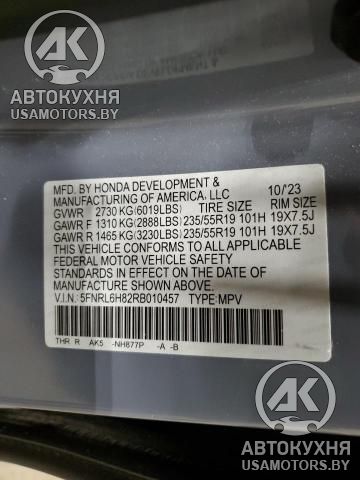 АВТОКУХНЯ
USAMOTORS.BY
MFD. BY HONDA DEVELOPMENT &
MANUFACTURING OF AMERICA, LLC 10/'23
GVWR 2730 KG (6019LBS) TIRE SIZE RIM SIZE
GAWR F 1310 KG (2888LBS) 235/55R19 101H 19X7.5J
GAWR R 1465 KG (3230LBS) 235/55R19 101H 19X7.5J
THIS VEHICLE CONFORMS TO ALL APPLICABLE
FEDERAL MOTOR VEHICLE SAFETY STANDARDS
IN EFFECT ON THE DATE OF
MANUFACTURE SHOWN ABOVE.
V.I.N.: 5FNRL6H82RB010457 TYPE: MPV
THR R AK5 -NH877P -A -B
АВТОКУХНЯ
USAMOTORS.BY